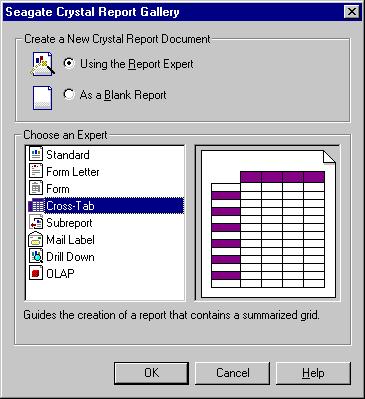 Seagate Crystal Report Gallery
Create a New Crystal Report Document
Using the Report Expert
As a Blank Report
Choose an Expert
Standard
Form Letter
Form
Cross-Tab
Subreport
Mail Label
Drill Down
OLAP
Guides the creation of a report that contains a summarized grid.
OK Cancel Help